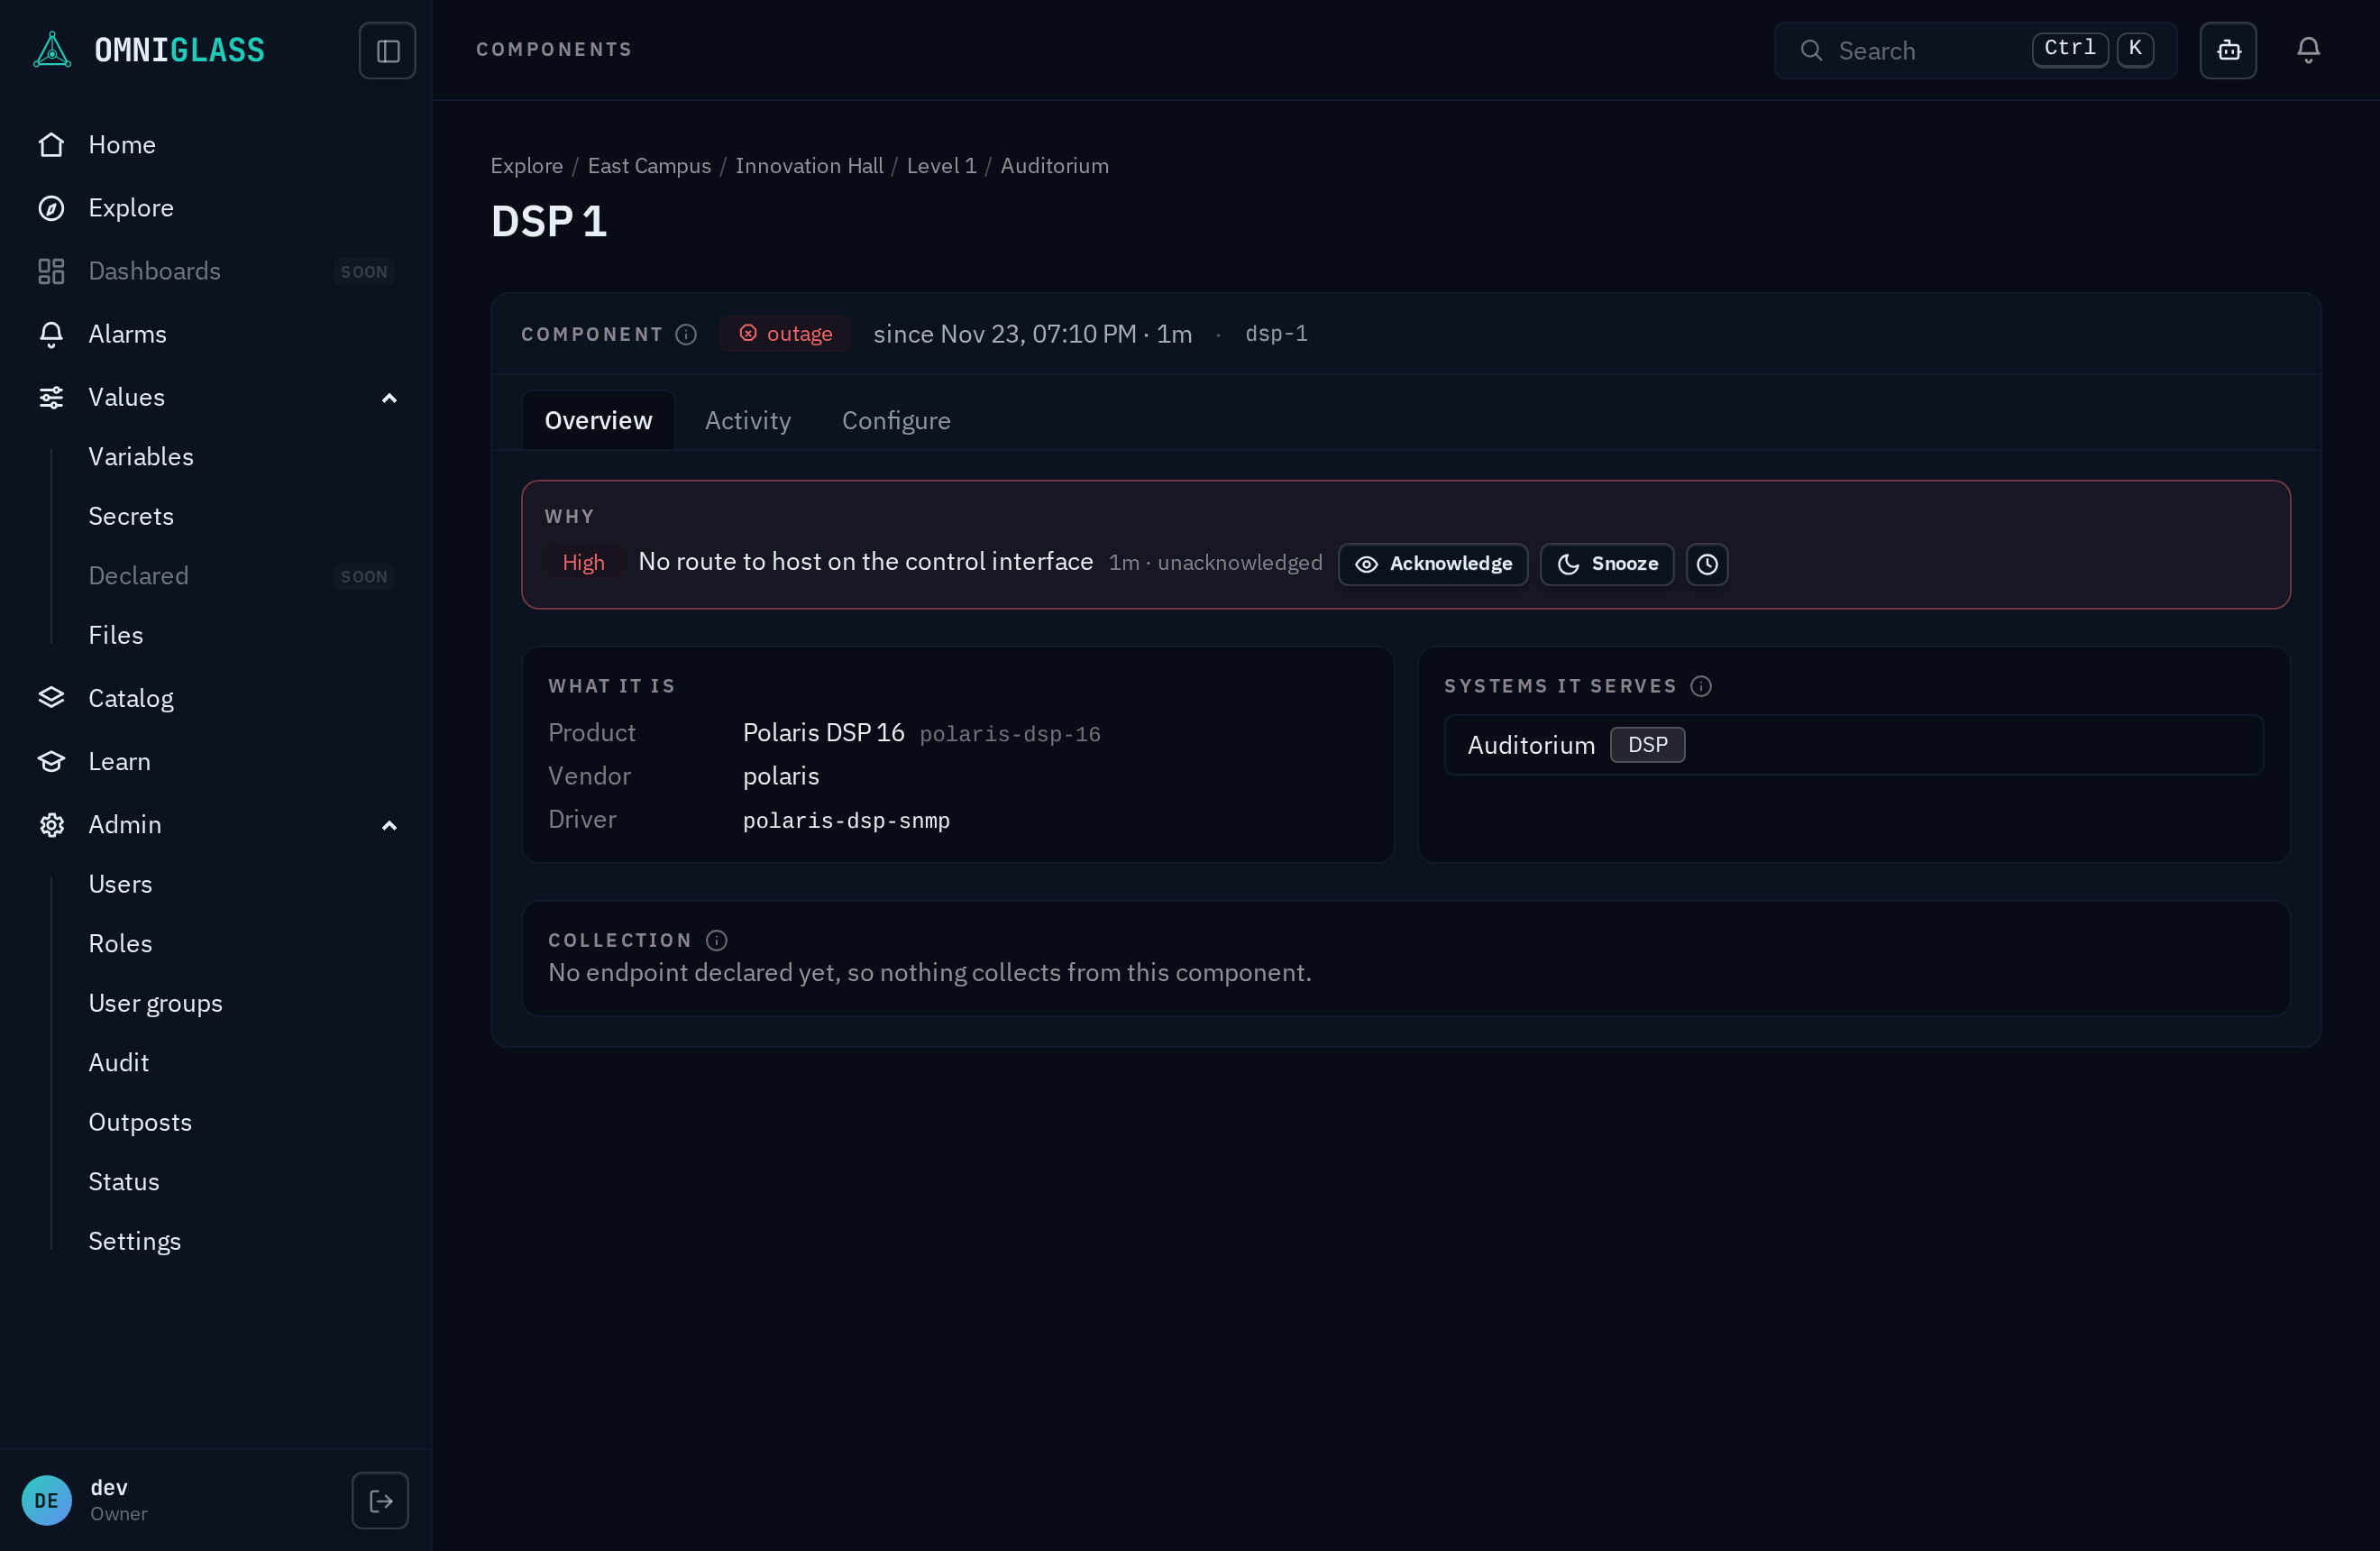 OMNIGLASS
COMPONENTS
Search Ctrl K
Home
Explore
Dashboards SOON
Alarms
Values
Variables
Secrets
Declared SOON
Files
Catalog
Learn
Admin
Users
Roles
User groups
Audit
Outposts
Status
Settings
DE dev
Owner
Explore / East Campus / Innovation Hall / Level 1 / Auditorium
DSP 1
COMPONENT outage since Nov 23, 07:10 PM · 1m · dsp-1
Overview Activity Configure
WHY
High No route to host on the control interface 1m · unacknowledged Acknowledge Snooze
WHAT IT IS
Product Polaris DSP 16 polaris-dsp-16
Vendor polaris
Driver polaris-dsp-snmp
SYSTEMS IT SERVES
Auditorium DSP
COLLECTION
No endpoint declared yet, so nothing collects from this component.